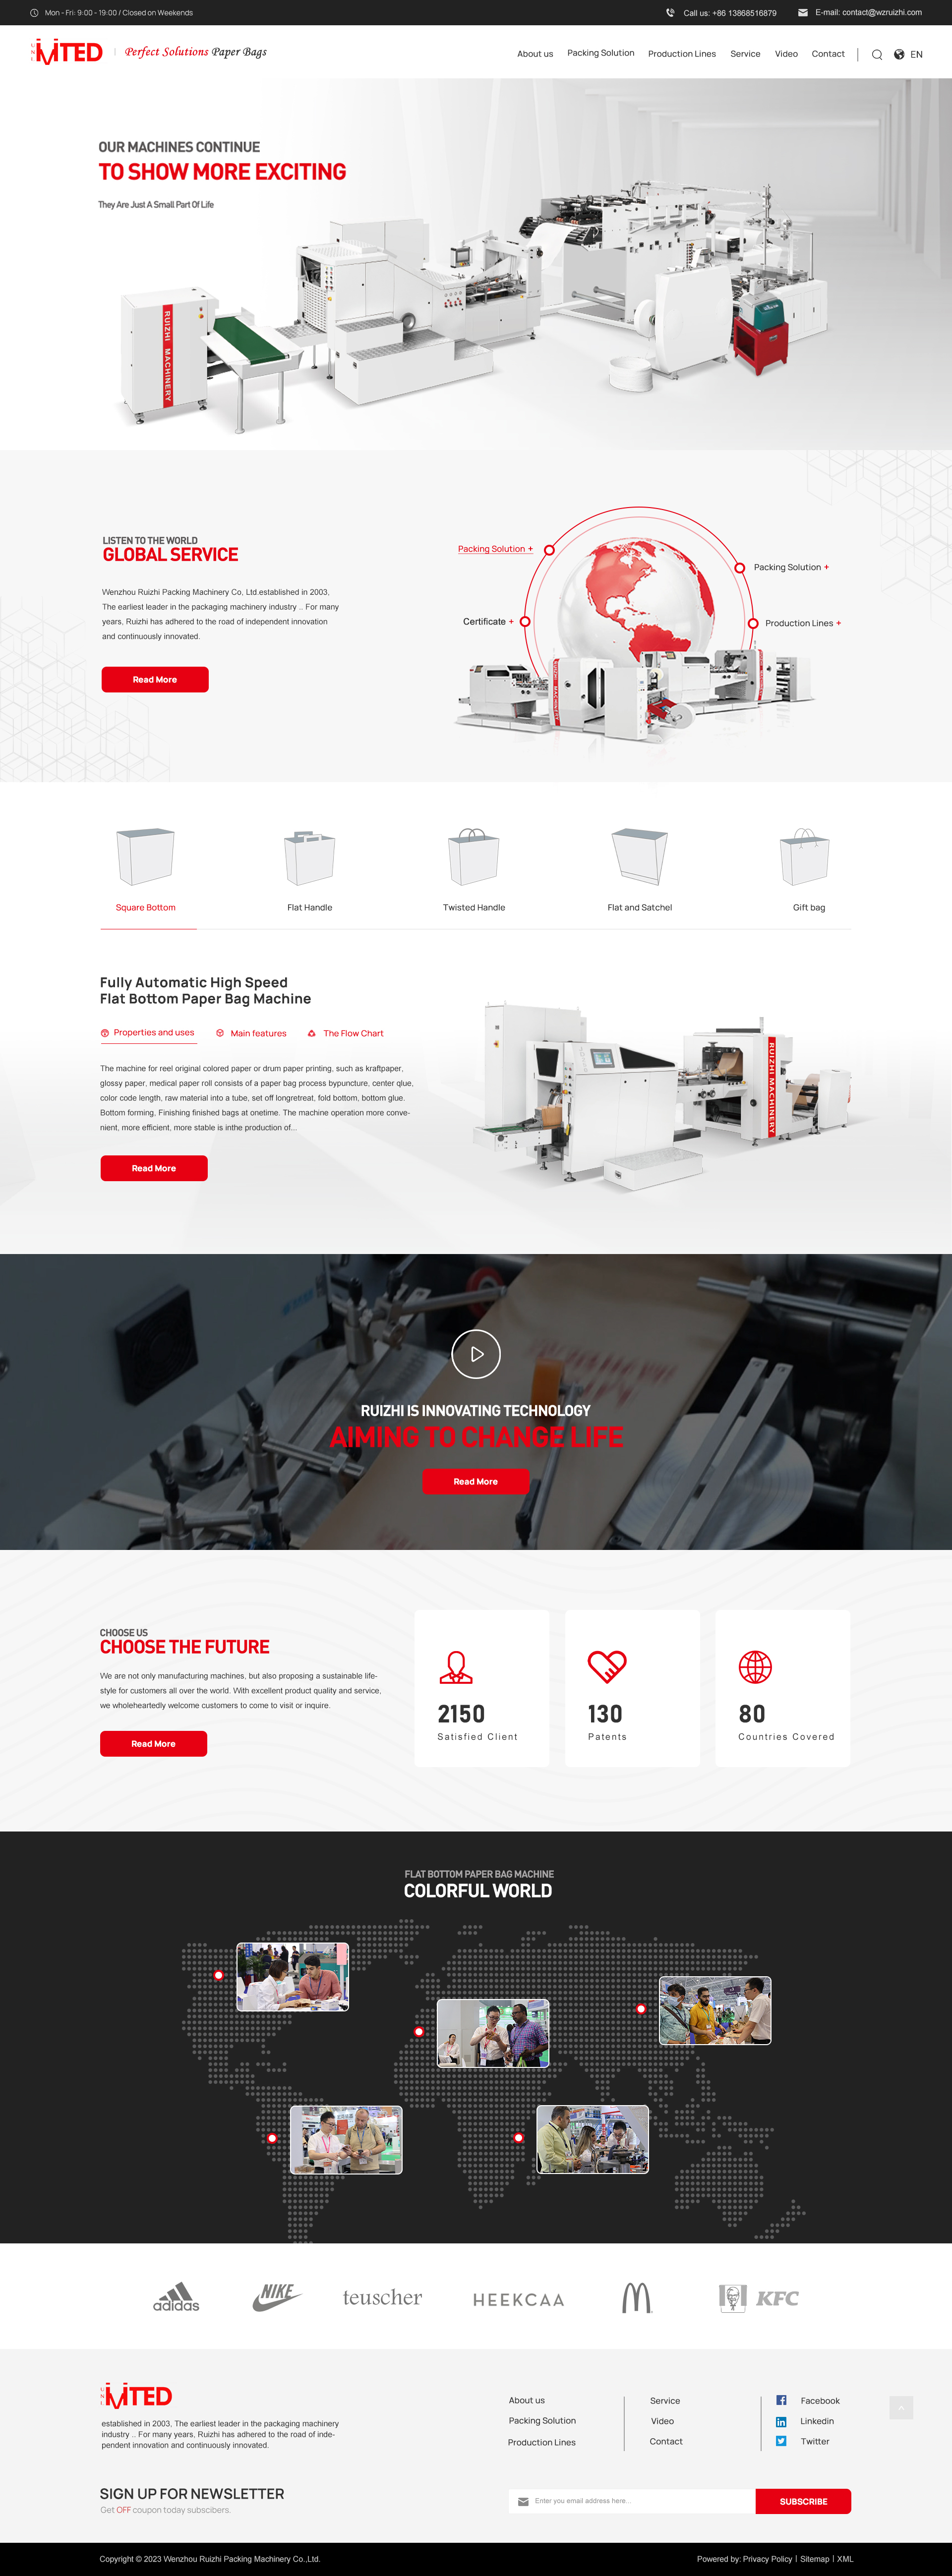 Mon - Fri: 9:00 - 19:00 / Closed on Weekends
Call us: +86 13868516879
E-mail: contact@wzruizhi.com
UNITED
Perfect Solutions Paper Bags
About us
Packing Solution
Production Lines
Service
Video
Contact
EN
OUR MACHINES CONTINUE
TO SHOW MORE EXCITING
They Are Just A Small Part Of Life
RUIZHI MACHINERY
LISTEN TO THE WORLD
GLOBAL SERVICE
Wenzhou Ruizhi Packing Machinery Co, Ltd.established in 2003,
The earliest leader in the packaging machinery industry .. For many
years, Ruizhi has adhered to the road of independent innovation
and continuously innovated.
Read More
Packing Solution +
Packing Solution +
Certificate +
Production Lines +
Square Bottom
Flat Handle
Twisted Handle
Flat and Satchel
Gift bag
Fully Automatic High Speed
Flat Bottom Paper Bag Machine
Properties and uses
Main features
The Flow Chart
The machine for reel original colored paper or drum paper printing, such as kraftpaper,
glossy paper, medical paper roll consists of a paper bag process bypuncture, center qlue,
color code length, raw material into a tube, set off longretreat, fold bottom, bottom glue.
Bottom forming, Finishing finished bags at onetime. The machine operation more conve-
nient, more efficient, more stable is inthe production of...
Read More
RUIZHI MACHINERY
RUIZHI IS INNOVATING TECHNOLOGY
AIMING TO CHANGE LIFE
Read More
CHOOSE US
CHOOSE THE FUTURE
We are not only manufacturing machines, but also proposing a sustainable life-
style for customers all over the world. With excellent product quality and service,
we wholeheartedly welcome customers to come to visit or inquire.
Read More
2150
Satisfied Client
130
Patents
80
Countries Covered
FLAT BOTTOM PAPER BAG MACHINE
COLORFUL WORLD
adidas
NIKE
teuscher
HEEKCAA
KFC
UNITED
established in 2003, The earliest leader in the packaging machinery
industry .. For many years, Ruizhi has adhered to the road of inde-
pendent innovation and continuously innovated.
About us
Packing Solution
Production Lines
Service
Video
Contact
Facebook
Linkedin
Twitter
SIGN UP FOR NEWSLETTER
Get OFF coupon today subscibers.
Enter you email address here...
SUBSCRIBE
Copyright © 2023 Wenzhou Ruizhi Packing Machinery Co.,Ltd.
Powered by: Privacy Policy | Sitemap | XML